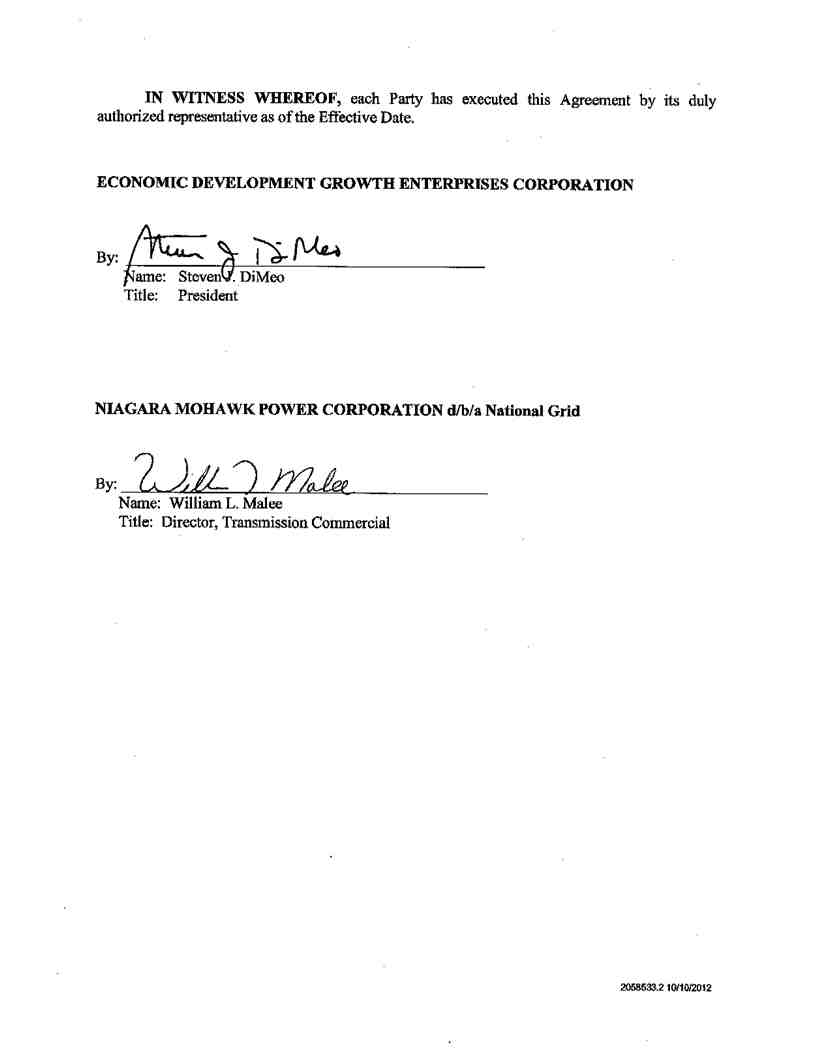 IN WITNESS WHEREOF, each Party has executed this Agreement by its duly
authorized representative as of the Effective Date.
ECONOMIC DEVELOPMENT GROWTH ENTERPRISES CORPORATION
By: Steven J DiMeo
Name: Steven J. DiMeo
Title: President
NIAGARA MOHAWK POWER CORPORATION d/b/a National Grid
By: Will Malee
Name: William L. Malee
Title: Director, Transmission Commercial
2058533.2 10/10/2012